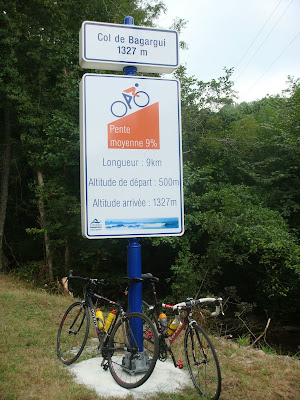 Col de Bagargui
1327 m
Pente
moyenne 9%
Longueur : 9km
Altitude de départ : 500m
Altitude arrivée : 1327m